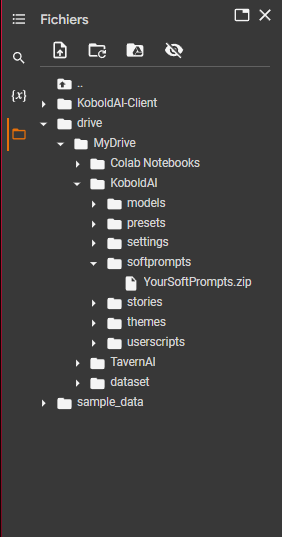 Fichiers
{x}
..
KoboldAI-Client
drive
MyDrive
Colab Notebooks
KoboldAI
models
presets
settings
softprompts
YourSoftPrompts.zip
stories
themes
userscripts
TavernAI
dataset
sample_data